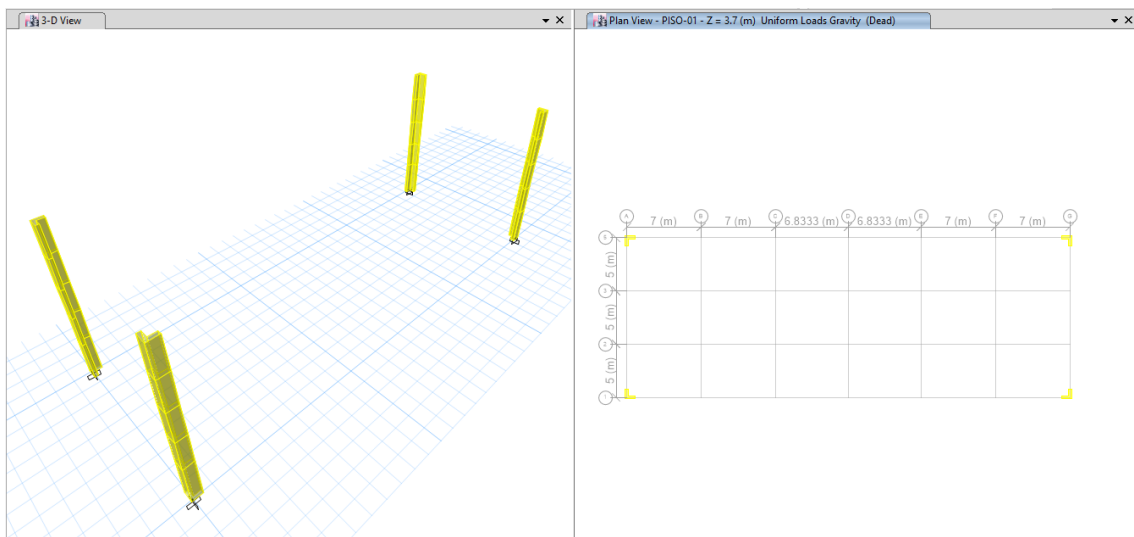 3-D View
Plan View - PISO-01 - Z = 3.7 (m) Uniform Loads Gravity (Dead)
A B C D E F G
7 (m) 7 (m) 6.8333 (m) 6.8333 (m) 7 (m) 7 (m)
5 (m)
3
5 (m)
2
5 (m)
1